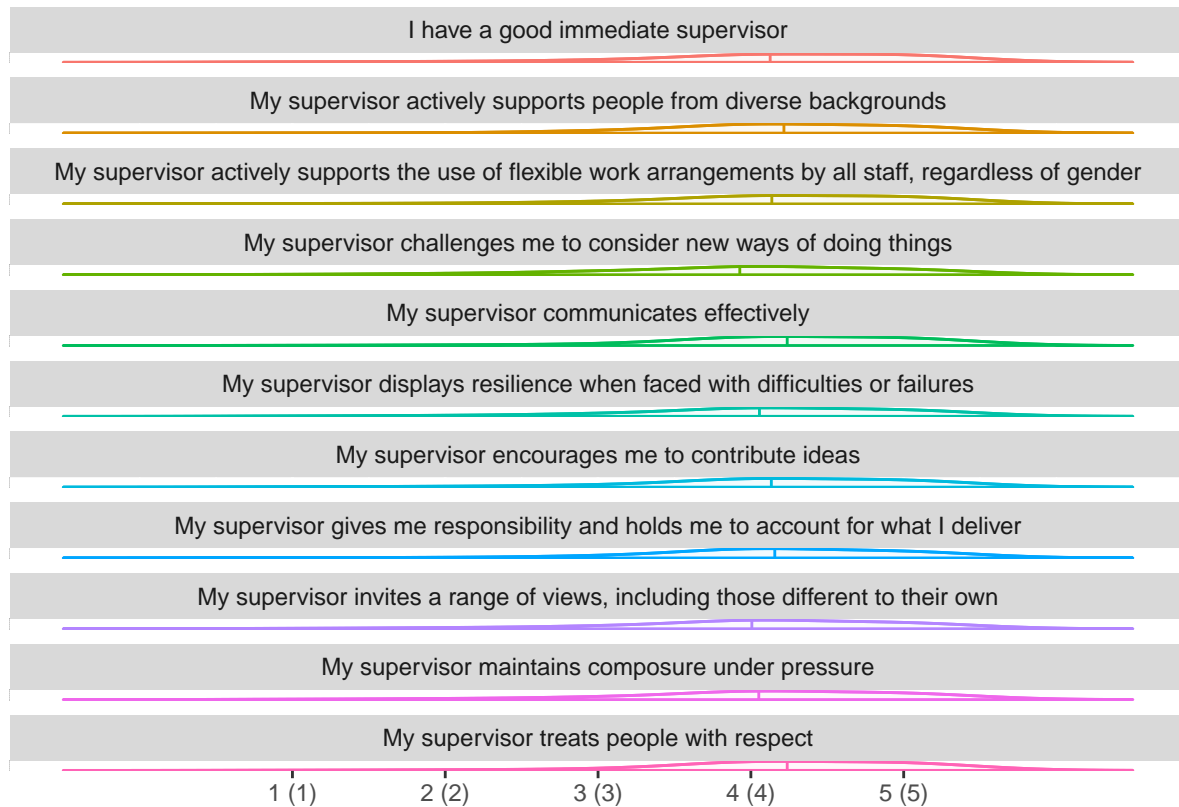 I have a good immediate supervisor
My supervisor actively supports people from diverse backgrounds
My supervisor actively supports the use of flexible work arrangements by all staff, regardless of gender
My supervisor challenges me to consider new ways of doing things
My supervisor communicates effectively
My supervisor displays resilience when faced with difficulties or failures
My supervisor encourages me to contribute ideas
My supervisor gives me responsibility and holds me to account for what I deliver
My supervisor invites a range of views, including those different to their own
My supervisor maintains composure under pressure
My supervisor treats people with respect
1 (1) 2 (2) 3 (3) 4 (4) 5 (5)